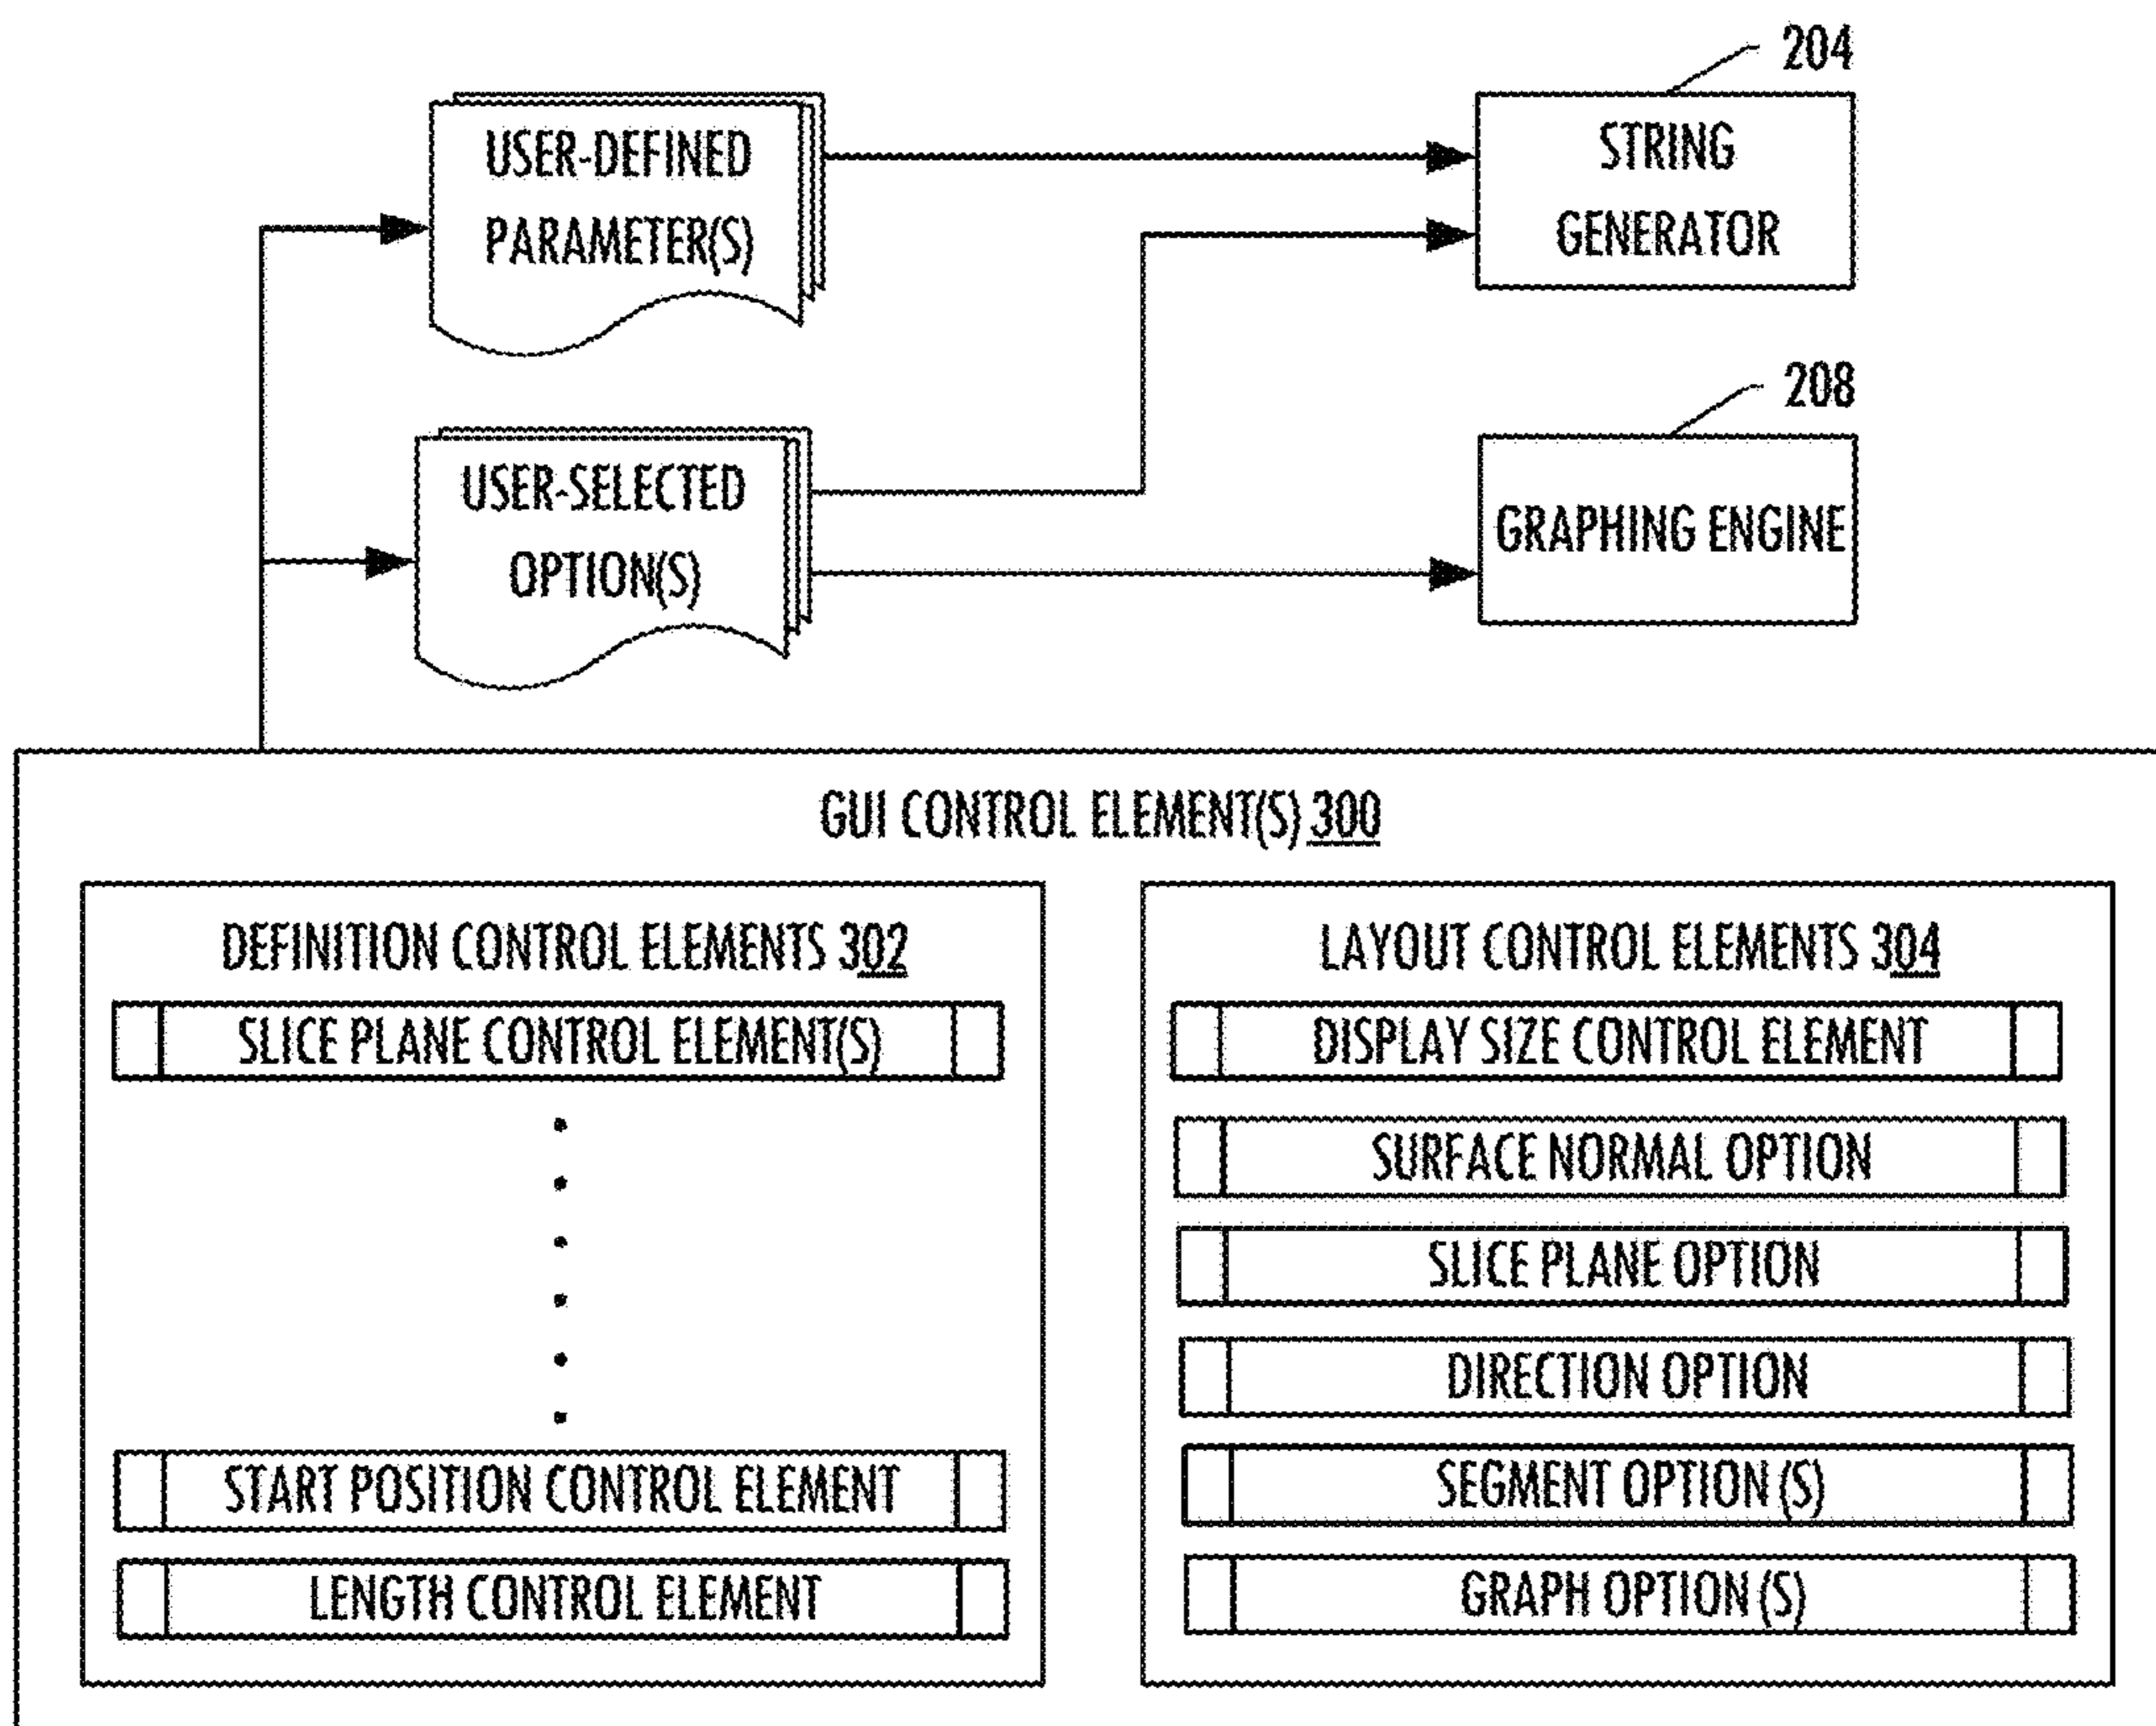 204
USER-DEFINED
PARAMETER(S)
STRING
GENERATOR
208
USER-SELECTED
OPTION(S)
GRAPHING ENGINE
GUI CONTROL ELEMENT(S) 300
DEFINITION CONTROL ELEMENTS 302
SLICE PLANE CONTROL ELEMENT(S)
START POSITION CONTROL ELEMENT
LENGTH CONTROL ELEMENT
LAYOUT CONTROL ELEMENTS 304
DISPLAY SIZE CONTROL ELEMENT
SURFACE NORMAL OPTION
SLICE PLANE OPTION
DIRECTION OPTION
SEGMENT OPTION (S)
GRAPH OPTION (S)